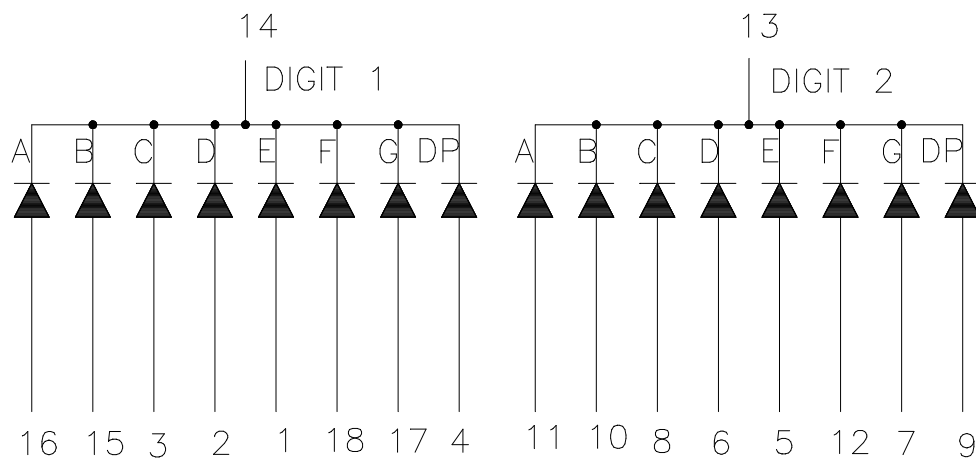 14 13
DIGIT 1 DIGIT 2
A B C D E F G DP A B C D E F G DP
16 15 3 2 1 18 17 4 11 10 8 6 5 12 7 9